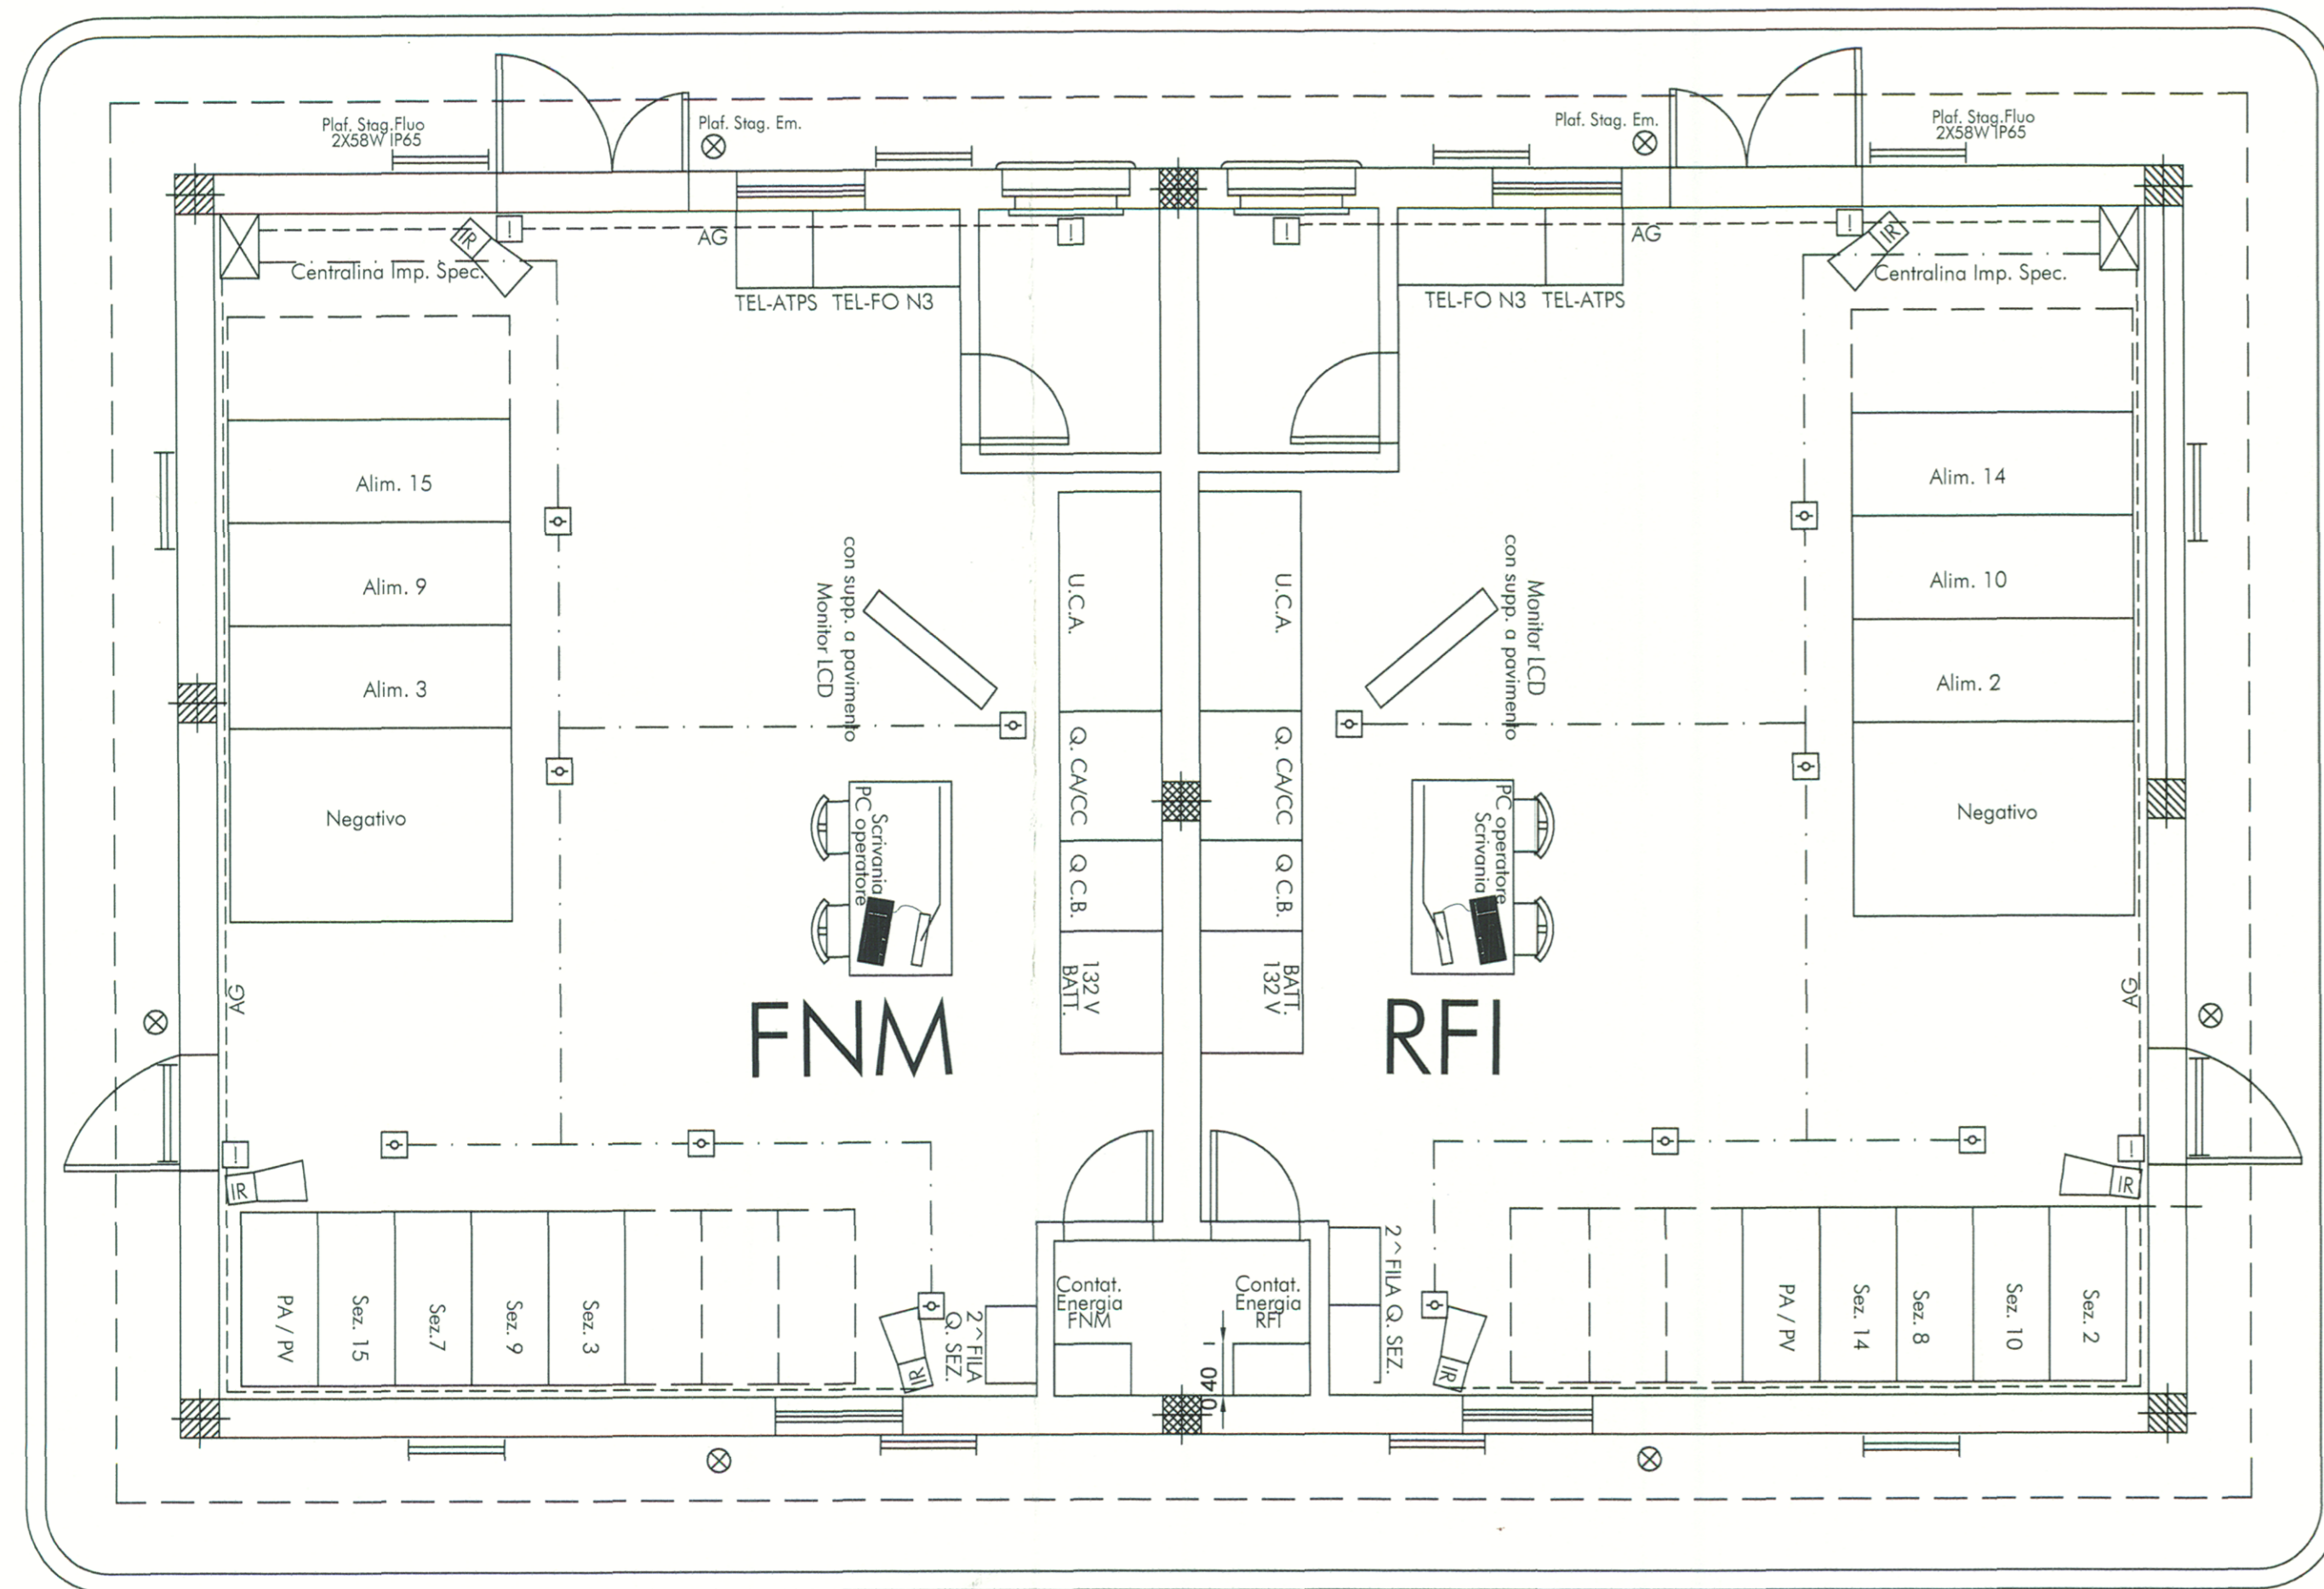 Plaf. Stag.Fluo
2X58W IP65
Plaf. Stag. Em.
Plaf. Stag. Em.
Plaf. Stag.Fluo
2X58W IP65
IR
AG
AG
IR
Centralina Imp. Spec.
Centralina Imp. Spec.
TEL-ATPS
TEL-FO N3
TEL-FO N3
TEL-ATPS
Alim. 15
Alim. 9
Alim. 3
Negativo
Monitor LCD
con supp. a pavimento
U.C.A.
Q. CA/CC
Q C.B.
132 V
BATT.
U.C.A.
Q. CA/CC
Q C.B.
BATT.
132 V
Monitor LCD
con supp. a pavimento
Alim. 14
Alim. 10
Alim. 2
Negativo
Scrivania
PC operatore
PC operatore
Scrivania
AG
AG
FNM
RFI
IR
IR
PA / PV
Sez. 15
Sez.7
Sez. 9
Sez. 3
IR
2^FILA
Q. SEZ.
Contat.
Energia
FNM
Contat.
Energia
RFI
040
2^FILA Q. SEZ.
IR
PA / PV
Sez. 14
Sez. 8
Sez. 10
Sez. 2